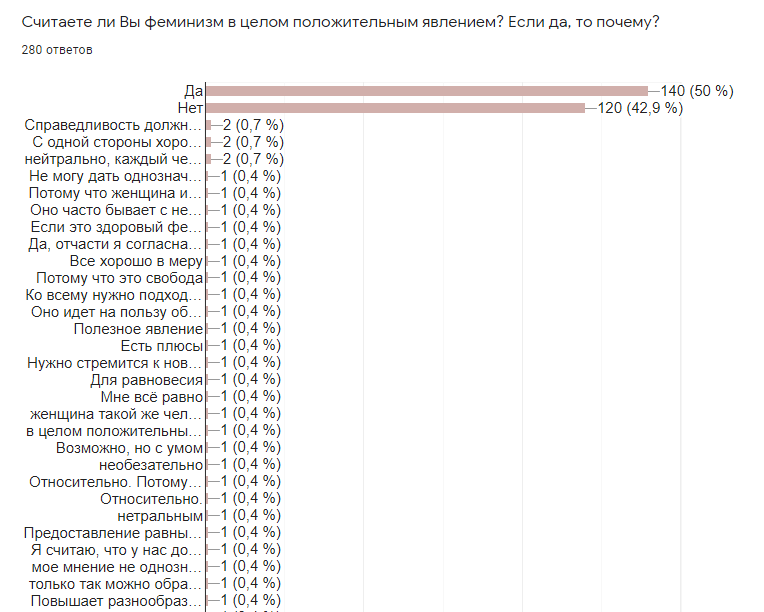 Считаете ли Вы феминизм в целом положительным явлением? Если да, то почему?
280 ответов
Да 140 (50 %)
Нет 120 (42,9 %)
Справедливость должн... 2 (0,7 %)
С одной стороны хоро... 2 (0,7 %)
нейтрально, каждый че... 2 (0,7 %)
Не могу дать однознач... 1 (0,4 %)
Потому что женщина и... 1 (0,4 %)
Оно часто бывает с не... 1 (0,4 %)
Если это здоровый фе... 1 (0,4 %)
Да, отчасти я согласна... 1 (0,4 %)
Все хорошо в меру 1 (0,4 %)
Потому что это свобода 1 (0,4 %)
Ко всему нужно подход... 1 (0,4 %)
Оно идет на пользу об... 1 (0,4 %)
Полезное явление 1 (0,4 %)
Есть плюсы 1 (0,4 %)
Нужно стремится к нов... 1 (0,4 %)
Для равновесия 1 (0,4 %)
Мне всё равно 1 (0,4 %)
женщина такой же чел... 1 (0,4 %)
в целом положительны... 1 (0,4 %)
Возможно, но с умом 1 (0,4 %)
необезательно 1 (0,4 %)
Относительно. Потому... 1 (0,4 %)
Относительно. 1 (0,4 %)
нетральным 1 (0,4 %)
Предоставление равны... 1 (0,4 %)
Я считаю, что у нас до... 1 (0,4 %)
мое мнение не однозн... 1 (0,4 %)
только так можно обра... 1 (0,4 %)
Повышает разнообраз... 1 (0,4 %)